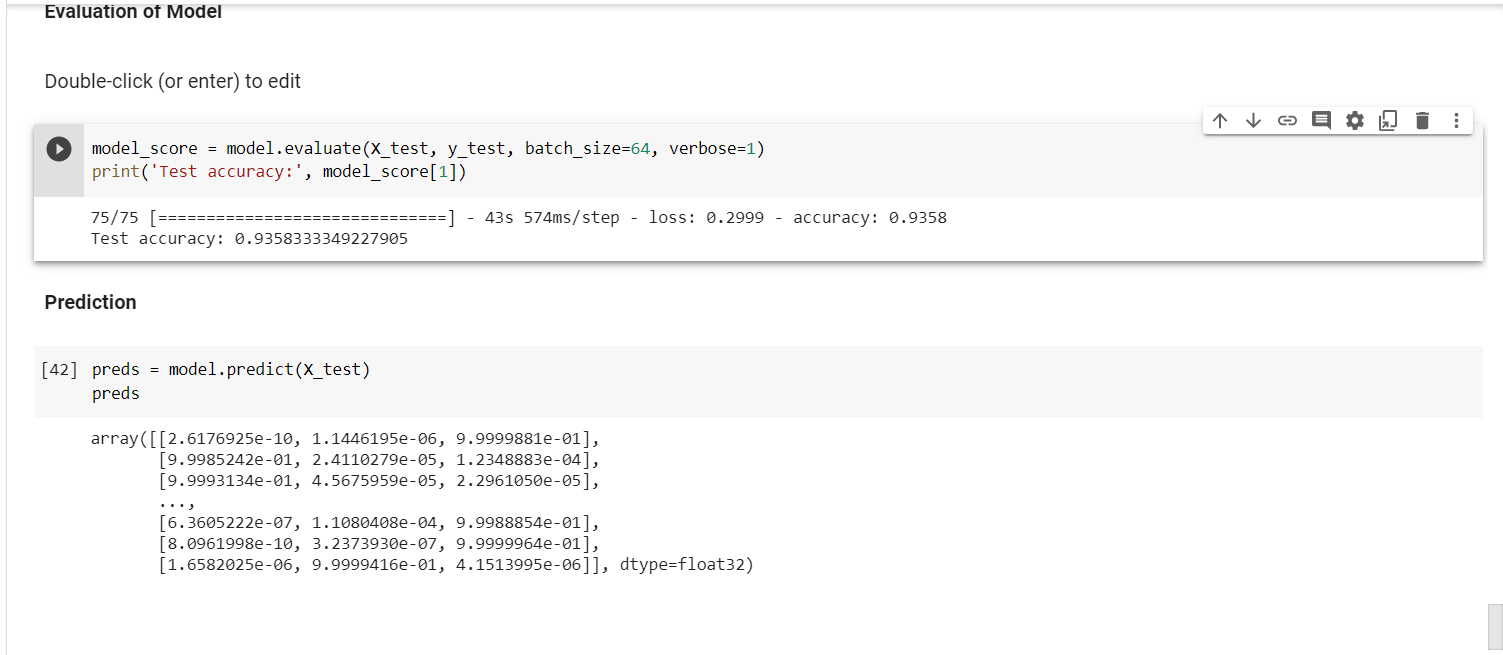 Evaluation of Model
Double-click (or enter) to edit
model_score = model.evaluate(X_test, y_test, batch_size=64, verbose=1)
print('Test accuracy:', model_score[1])
75/75 [==============================] - 43s 574ms/step - loss: 0.2999 - accuracy: 0.9358
Test accuracy: 0.9358333349227905
Prediction
[42] preds = model.predict(X_test)
preds
array([[2.6176925e-10, 1.1446195e-06, 9.9999881e-01],
[9.9985242e-01, 2.4110279e-05, 1.2348883e-04],
[9.9993134e-01, 4.5675959e-05, 2.2961050e-05],
...,
[6.3605222e-07, 1.1080408e-04, 9.9988854e-01],
[8.0961998e-10, 3.2373930e-07, 9.9999964e-01],
[1.6582025e-06, 9.9999416e-01, 4.1513995e-06]], dtype=float32)